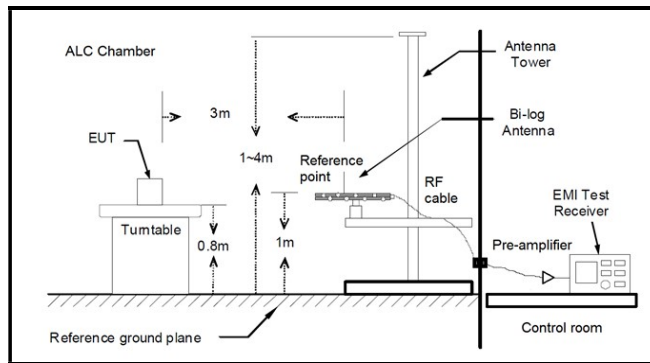 ALC Chamber
Antenna
Tower
3m
Bi-log
Antenna
EUT
1~4m
Reference
point
RF
cable
EMI Test
Receiver
Turntable
0.8m
1m
Pre-amplifier
Reference ground plane
Control room